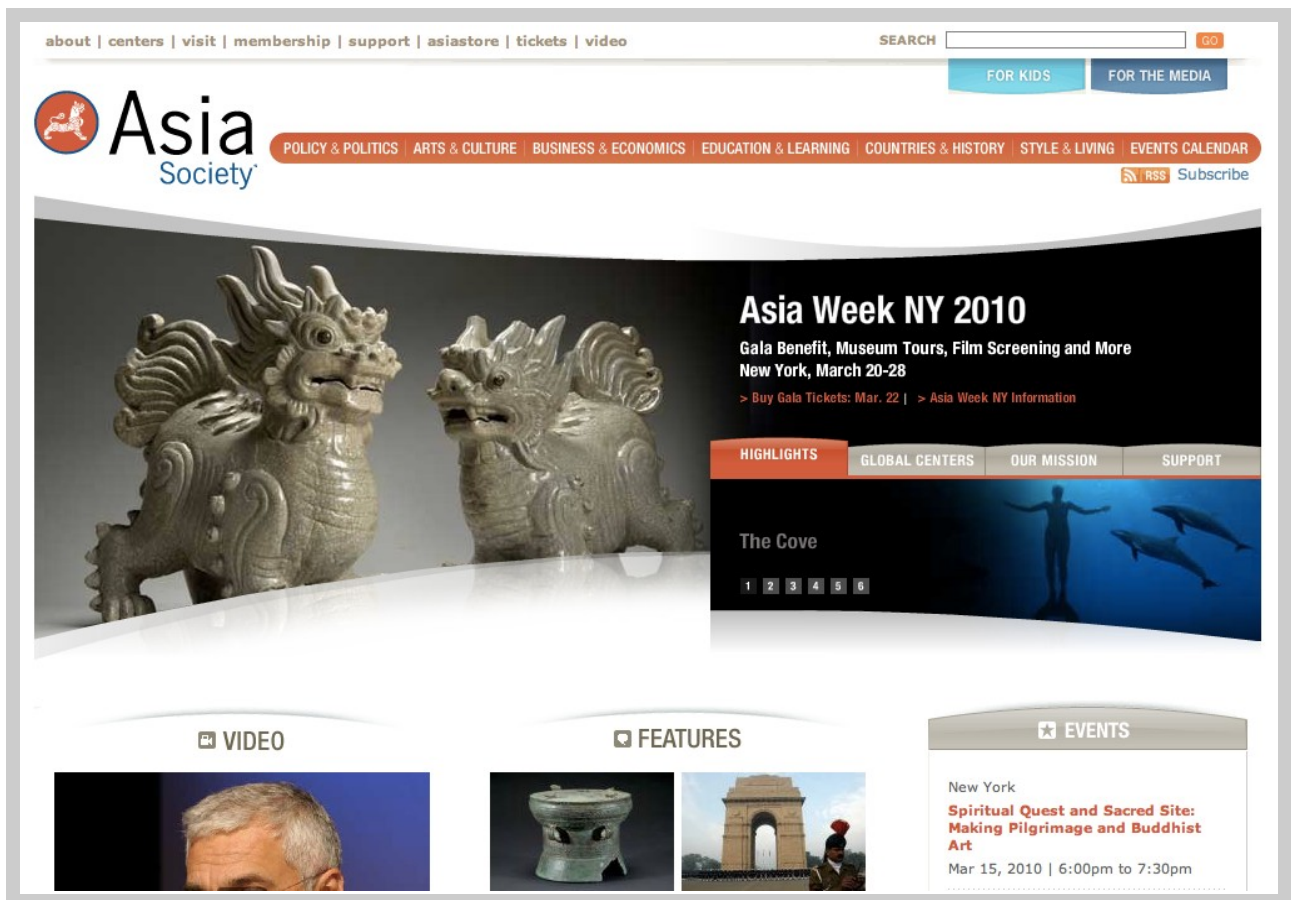 about | centers | visit | membership | support | asiastore | tickets | video
SEARCH GO
FOR KIDS FOR THE MEDIA
Asia
Society
POLICY & POLITICS | ARTS & CULTURE | BUSINESS & ECONOMICS | EDUCATION & LEARNING | COUNTRIES & HISTORY | STYLE & LIVING | EVENTS CALENDAR
RSS Subscribe
Asia Week NY 2010
Gala Benefit, Museum Tours, Film Screening and More
New York, March 20-28
> Buy Gala Tickets: Mar. 22 | > Asia Week NY Information
HIGHLIGHTS GLOBAL CENTERS OUR MISSION SUPPORT
The Cove
1 2 3 4 5 6
VIDEO
FEATURES
EVENTS
New York
Spiritual Quest and Sacred Site:
Making Pilgrimage and Buddhist
Art
Mar 15, 2010 | 6:00pm to 7:30pm